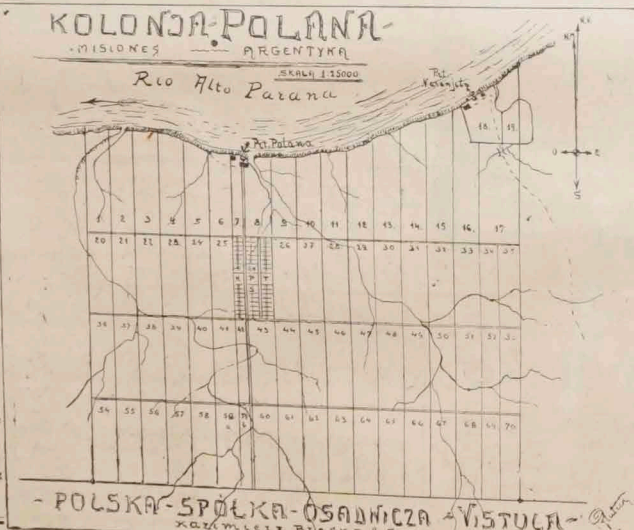 KOLONJA-POLANA-
-MISIONES — ARGENTYNA
SKALA 1:15000
Rio Alto Parana
N
Pct. Polana
18. 19.
O E
S
1 2 3 4 5 6 7 8 9 10 11 12 13. 14. 15 16. 17
20 21 22 23 24 25 26 27 28 29 30 31 32 33 34 35
36 37 38 39 40 41 42 43 44 45 46 47 48 49 50 51 52 53
54 55 56 57 58 59 60 61 62 63 64 65 66 67 68 69 70
-POLSKA-SPÓŁKA-OSADNICZA-VISTULA-